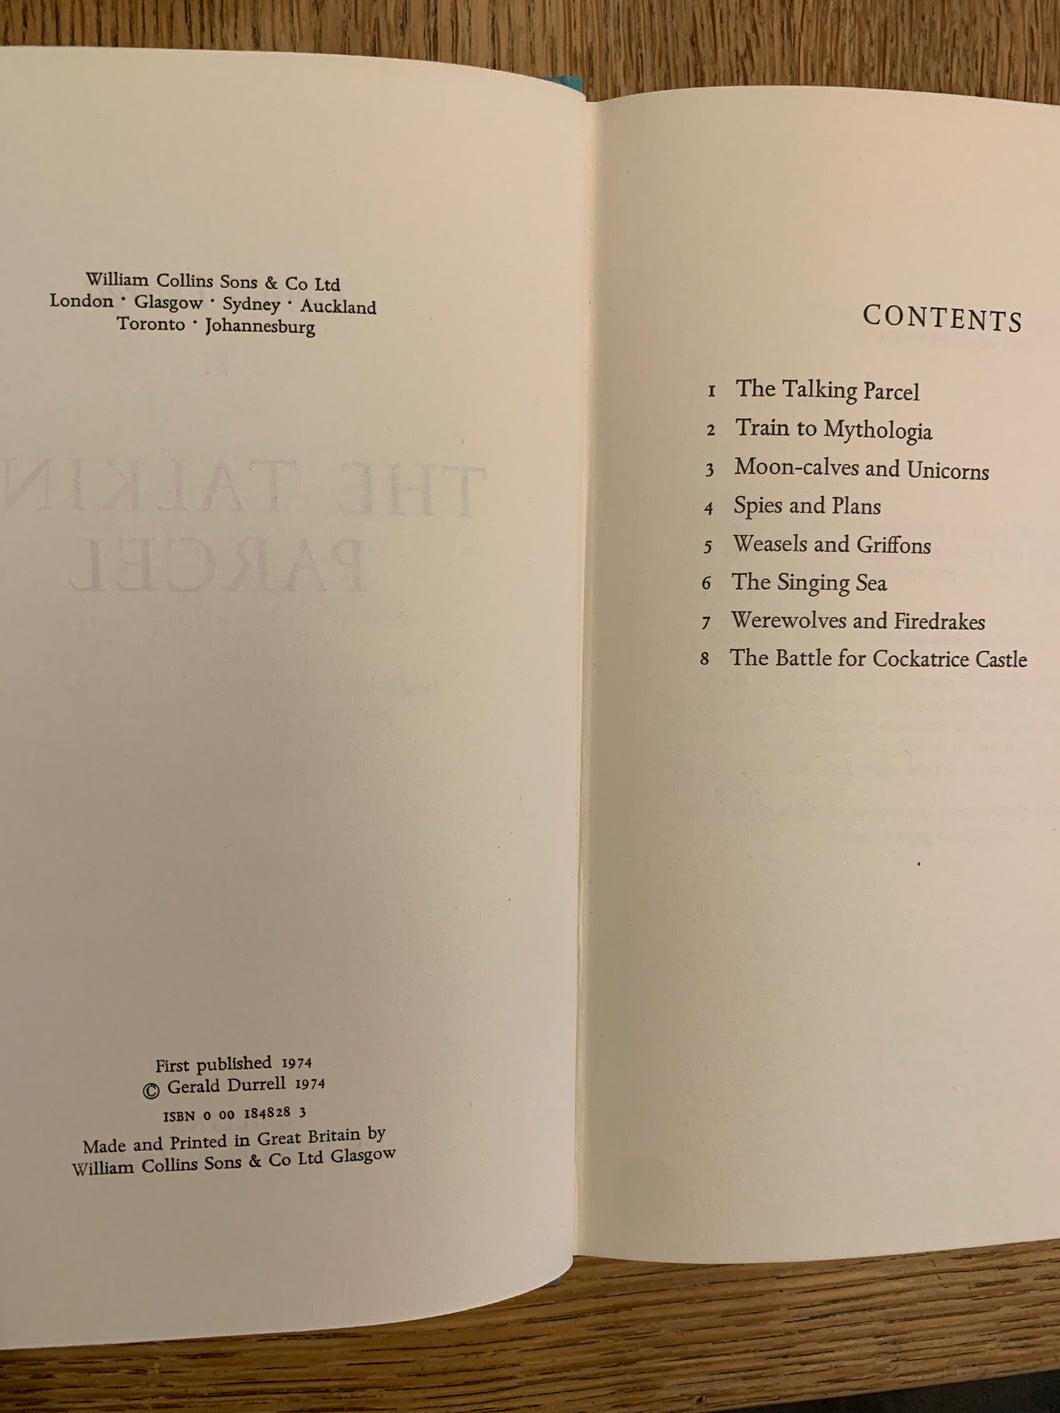 William Collins Sons & Co Ltd
London · Glasgow · Sydney · Auckland
Toronto · Johannesburg
THE TALKIN
PARCEL
First published 1974
© Gerald Durrell 1974
ISBN 0 00 184828 3
Made and Printed in Great Britain by
William Collins Sons & Co Ltd Glasgow
CONTENTS
1 The Talking Parcel
2 Train to Mythologia
3 Moon-calves and Unicorns
4 Spies and Plans
5 Weasels and Griffons
6 The Singing Sea
7 Werewolves and Firedrakes
8 The Battle for Cockatrice Castle